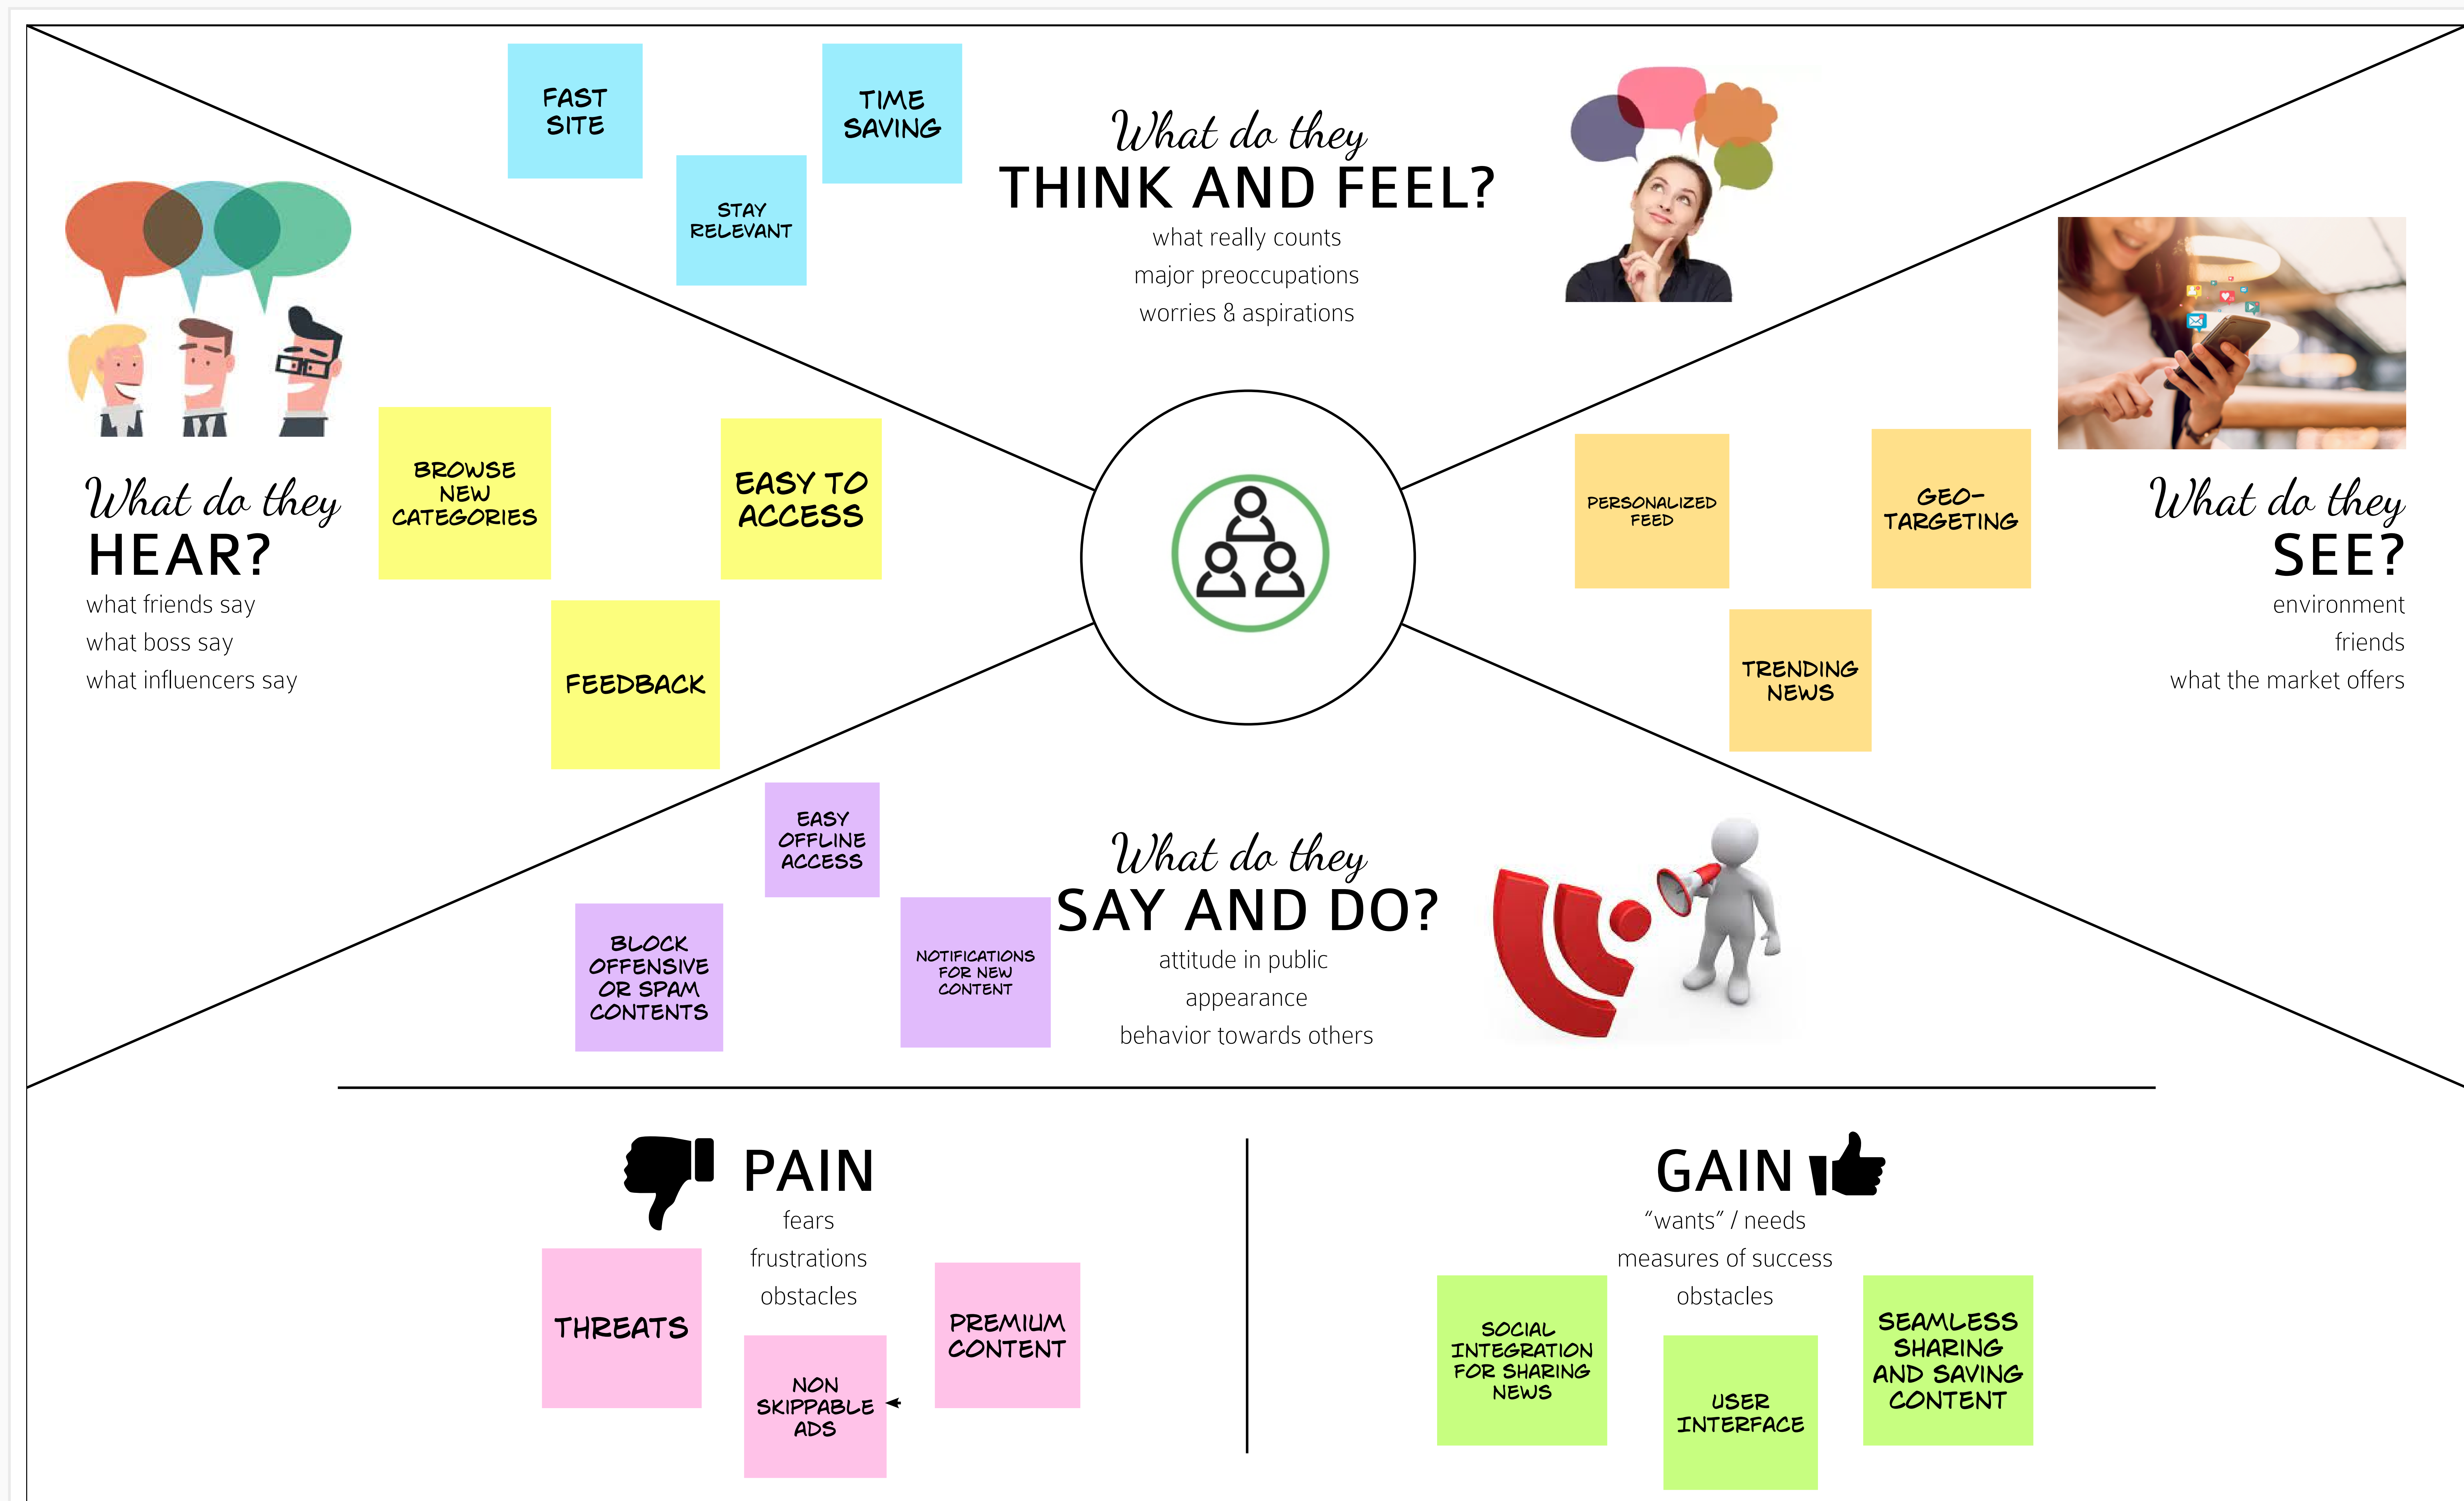 FAST
SITE
TIME
SAVING
STAY
RELEVANT
What do they
THINK AND FEEL?
what really counts
major preoccupations
worries & aspirations
What do they
HEAR?
what friends say
what boss say
what influencers say
BROWSE
NEW
CATEGORIES
EASY TO
ACCESS
FEEDBACK
PERSONALIZED
FEED
GEO-
TARGETING
TRENDING
NEWS
What do they
SEE?
environment
friends
what the market offers
EASY
OFFLINE
ACCESS
BLOCK
OFFENSIVE
OR SPAM
CONTENTS
NOTIFICATIONS
FOR NEW
CONTENT
What do they
SAY AND DO?
attitude in public
appearance
behavior towards others
PAIN
fears
frustrations
obstacles
THREATS
NON
SKIPPABLE
ADS
PREMIUM
CONTENT
GAIN
“wants” / needs
measures of success
obstacles
SOCIAL
INTEGRATION
FOR SHARING
NEWS
USER
INTERFACE
SEAMLESS
SHARING
AND SAVING
CONTENT